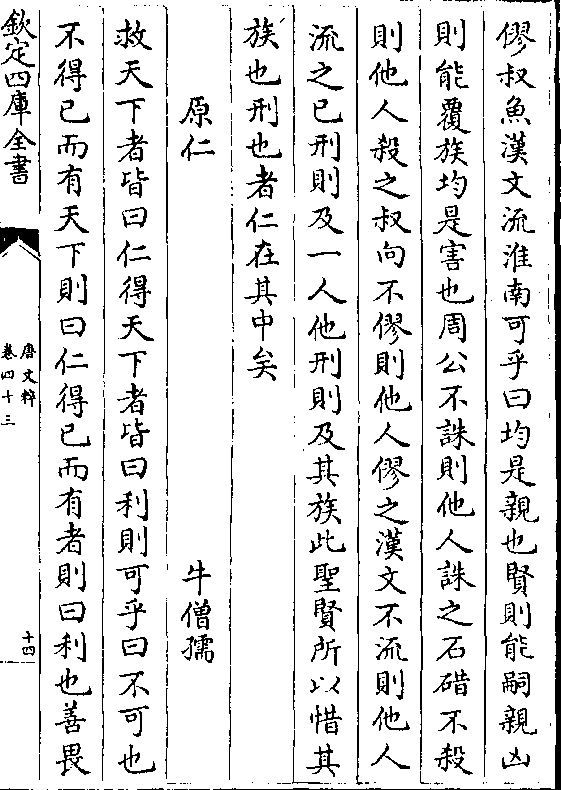 僇叔魚漢文流淮南可乎曰均是親也賢則能嗣親凶
則能覆族均是害也周公不誅則他人誅之石碏不殺
則他人殺之叔向不僇則他人僇之漢文不流則他人
流之已刑則及一人他刑則及其族此聖賢所以惜其
族也刑也者仁在其中矣
原仁 牛僧孺
救天下者皆曰仁得天下者皆曰利則可乎曰不可也
不得已而有天下則曰仁得已而有者則曰利也善畏
欽定四庫全書
唐文粹
卷四十三
十四